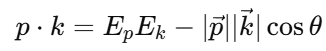 p · k = E_p E_k − |p⃗||k⃗| cos θ